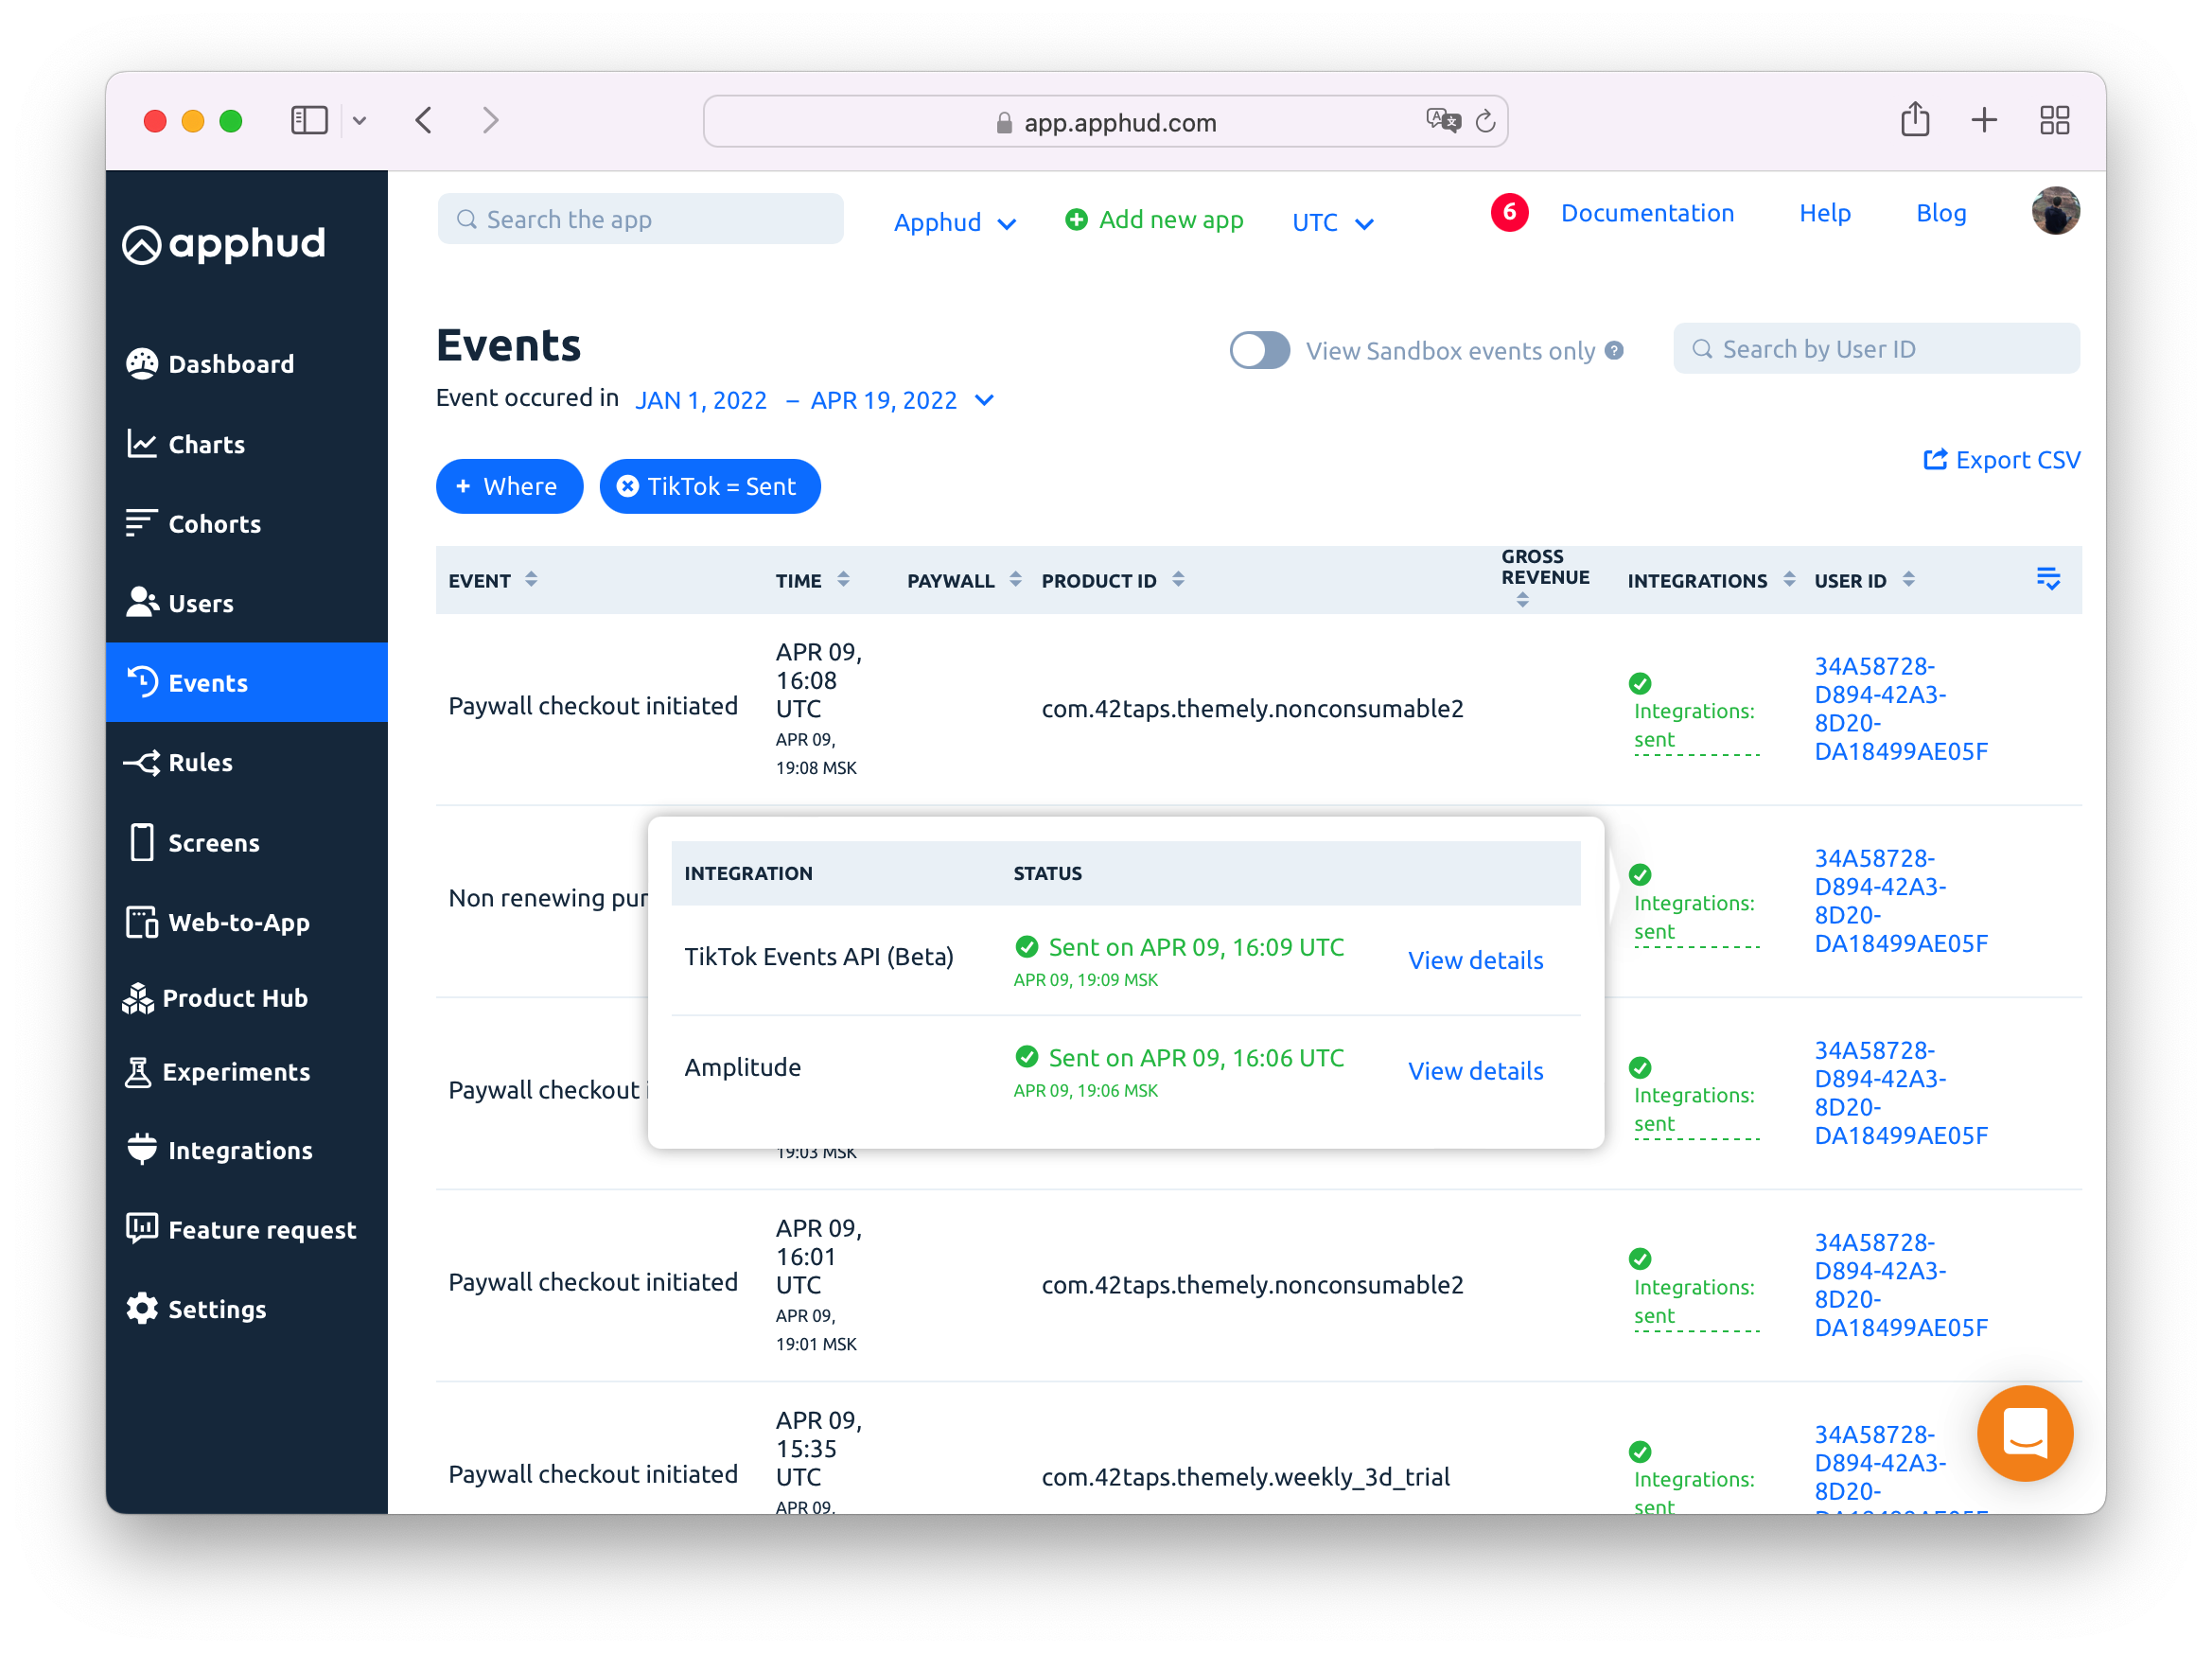 app.apphud.com
apphud
Search the app
Apphud
Add new app
UTC
6
Documentation
Help
Blog
Dashboard
Charts
Cohorts
Users
Events
Rules
Screens
Web-to-App
Product Hub
Experiments
Integrations
Feature request
Settings
Events
View Sandbox events only ?
Search by User ID
Event occured in JAN 1, 2022 – APR 19, 2022
+ Where
TikTok = Sent
Export CSV
EVENT
TIME
PAYWALL
PRODUCT ID
GROSS
REVENUE
INTEGRATIONS
USER ID
Paywall checkout initiated
APR 09,
16:08
UTC
APR 09,
19:08 MSK
com.42taps.themely.nonconsumable2
Integrations:
sent
34A58728-
D894-42A3-
8D20-
DA18499AE05F
Non renewing
Integrations:
sent
34A58728-
D894-42A3-
8D20-
DA18499AE05F
INTEGRATION
STATUS
TikTok Events API (Beta)
Sent on APR 09, 16:09 UTC
APR 09, 19:09 MSK
View details
Amplitude
Sent on APR 09, 16:06 UTC
APR 09, 19:06 MSK
View details
Paywall checkout
19:03 MSK
Integrations:
sent
34A58728-
D894-42A3-
8D20-
DA18499AE05F
Paywall checkout initiated
APR 09,
16:01
UTC
APR 09,
19:01 MSK
com.42taps.themely.nonconsumable2
Integrations:
sent
34A58728-
D894-42A3-
8D20-
DA18499AE05F
Paywall checkout initiated
APR 09,
15:35
UTC
APR 09,
com.42taps.themely.weekly_3d_trial
Integrations:
sent
34A58728-
D894-42A3-
8D20-